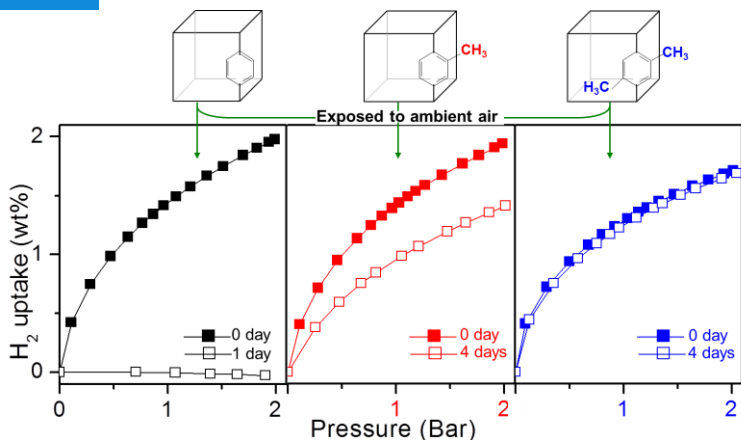 CH₃
CH₃
H₃C
Exposed to ambient air
H₂ uptake (wt%)
2
1
0
0 day
1 day
0 day
4 days
0 day
4 days
0 1 2 1 2 1 2
Pressure (Bar)